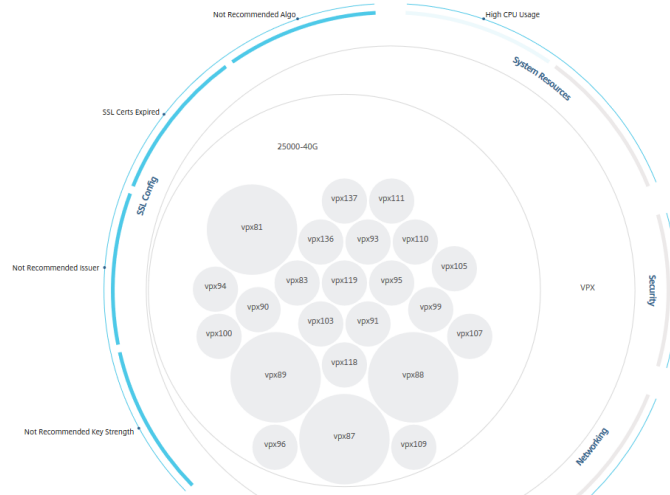 Not Recommended Algo
High CPU Usage
System Resources
SSL Certs Expired
25000-40G
SSL Config
vpx137
vpx111
vpx81
vpx136
vpx93
vpx110
vpx105
Not Recommended Issuer
vpx94
vpx83
vpx119
vpx95
VPX
Security
vpx90
vpx99
vpx100
vpx103
vpx91
vpx107
vpx118
vpx89
vpx88
Not Recommended Key Strength
vpx87
vpx96
vpx109
Networking